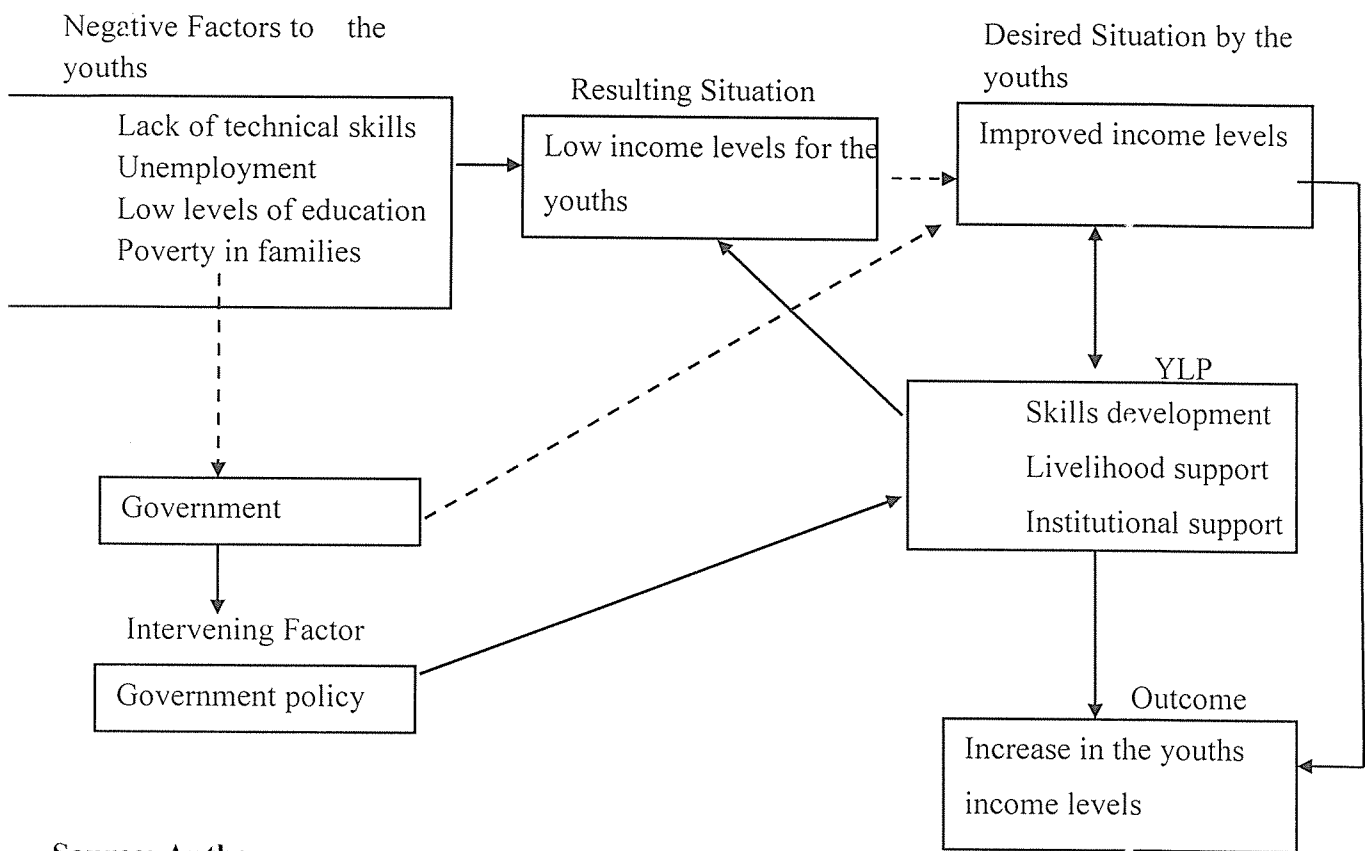 Negative Factors to the
youths
Lack of technical skills
Unemployment
Low levels of education
Poverty in families
Resulting Situation
Low income levels for the
youths
Desired Situation by the
youths
Improved income levels
YLP
Skills development
Livelihood support
Institutional support
Government
Intervening Factor
Government policy
Outcome
Increase in the youths
income levels